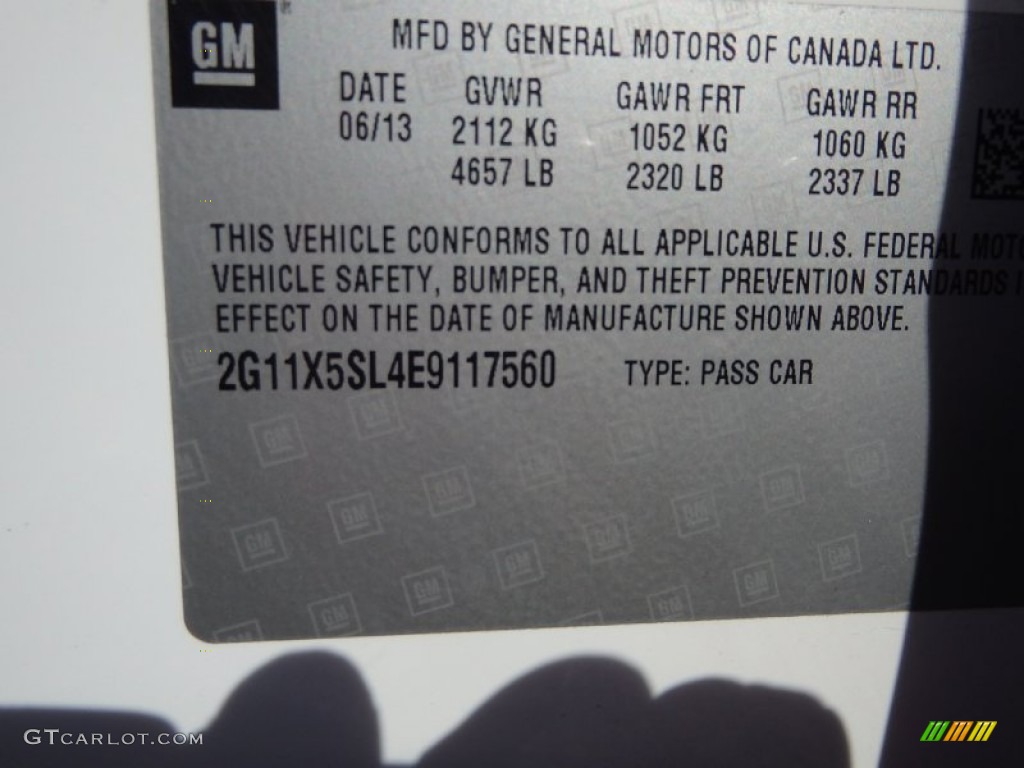 GM
MFD BY GENERAL MOTORS OF CANADA LTD.
DATE GVWR GAWR FRT GAWR RR
06/13 2112 KG 1052 KG 1060 KG
4657 LB 2320 LB 2337 LB
THIS VEHICLE CONFORMS TO ALL APPLICABLE U.S. FEDERAL MOTO
VEHICLE SAFETY, BUMPER, AND THEFT PREVENTION STANDARDS I
EFFECT ON THE DATE OF MANUFACTURE SHOWN ABOVE.
2G11X5SL4E9117560 TYPE: PASS CAR
GTCARLOT.COM